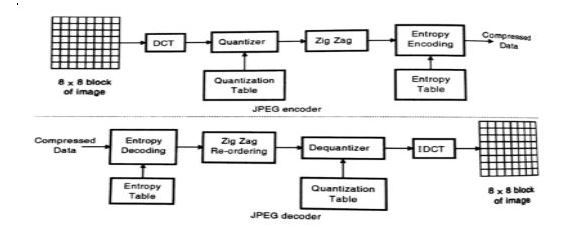 DCT
Quantizer
Zig Zag
Entropy
Encoding
Compressed
Data
8 x 8 block
of image
Quantization
Table
Entropy
Table
JPEG encoder
Compressed
Data
Entropy
Decoding
Zig Zag
Re-ordering
Dequantizer
IDCT
Entropy
Table
Quantization
Table
8 x 8 block
of image
JPEG decoder